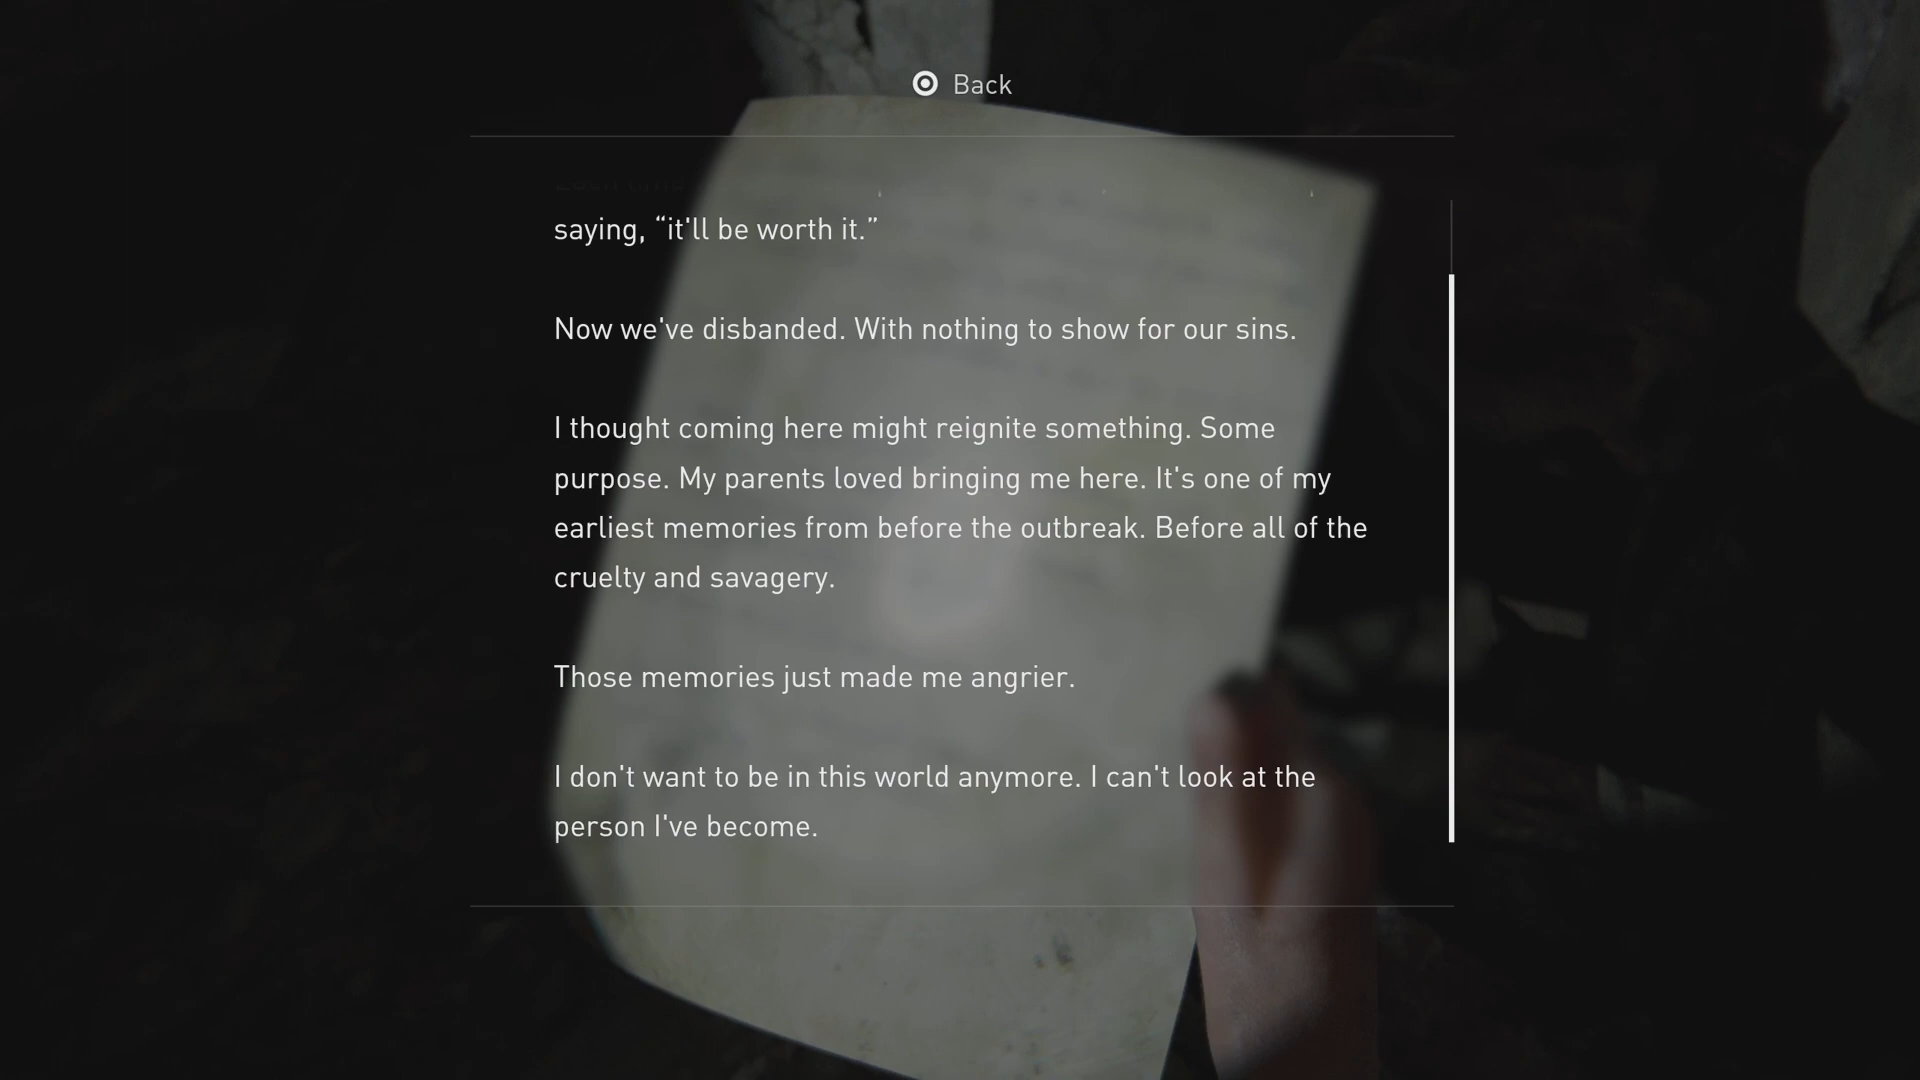 Back
saying, “it'll be worth it.”
Now we've disbanded. With nothing to show for our sins.
I thought coming here might reignite something. Some
purpose. My parents loved bringing me here. It's one of my
earliest memories from before the outbreak. Before all of the
cruelty and savagery.
Those memories just made me angrier.
I don't want to be in this world anymore. I can't look at the
person I've become.